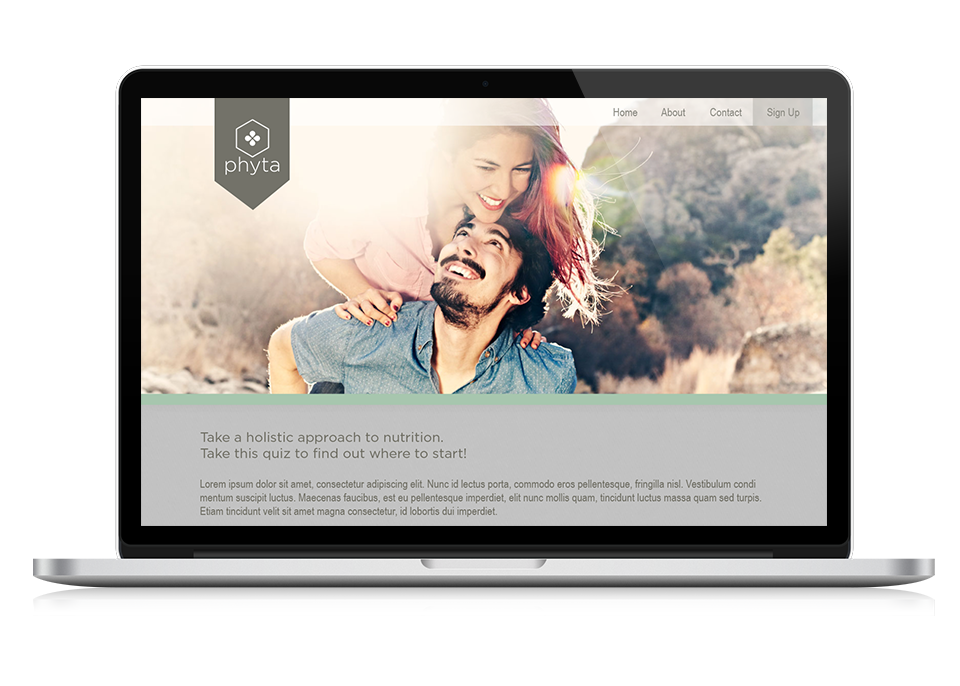 Home About Contact Sign Up
phyta
Take a holistic approach to nutrition.
Take this quiz to find out where to start!
Lorem ipsum dolor sit amet, consectetur adipiscing elit. Nunc id lectus porta, commodo eros pellentesque, fringilla nisl. Vestibulum condi
mentum suscipit luctus. Maecenas faucibus, est eu pellentesque imperdiet, elit nunc mollis quam, tincidunt luctus massa quam sed turpis.
Etiam tincidunt velit sit amet magna consectetur, id lobortis dui imperdiet.